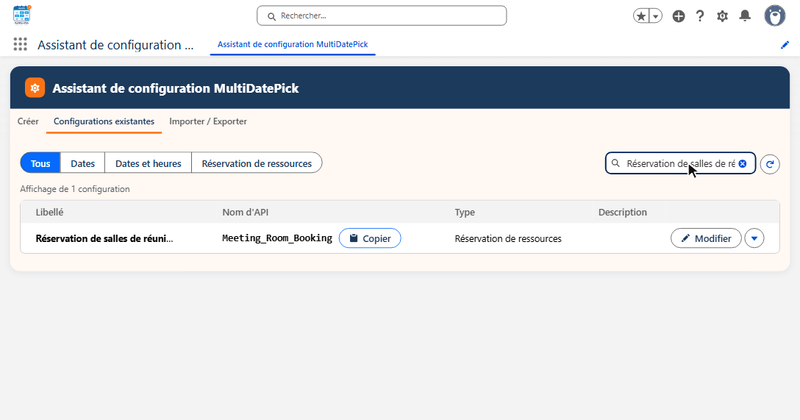 Rechercher...
Assistant de configuration ...
Assistant de configuration MultiDatePick
Assistant de configuration MultiDatePick
Créer
Configurations existantes
Importer / Exporter
Tous
Dates
Dates et heures
Réservation de ressources
Réservation de salles de ré
Affichage de 1 configuration
Libellé
Nom d'API
Type
Description
Réservation de salles de réuni...
Meeting_Room_Booking
Copier
Réservation de ressources
Modifier